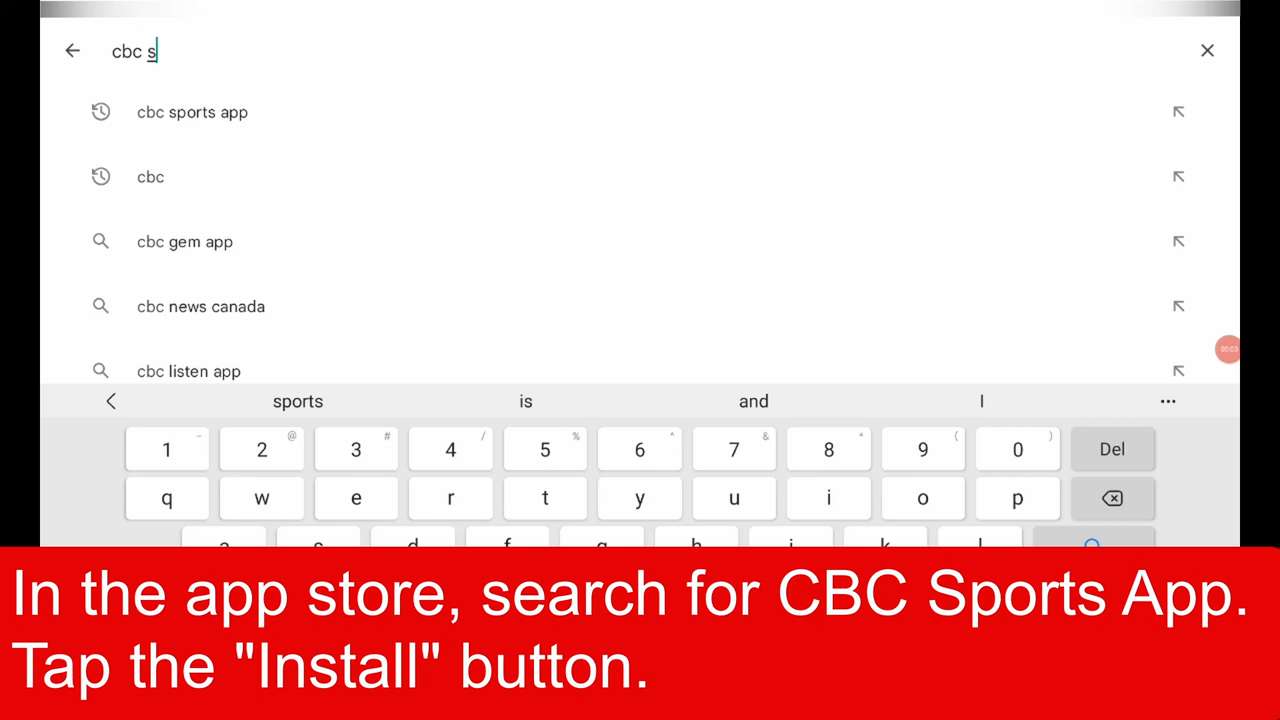 cbc s
cbc sports app
cbc
cbc gem app
cbc news canada
cbc listen app
00:03
sports is and I
1 - 2 @ 3 # 4 / 5 % 6 ^ 7 & 8 * 9 ( 0 ) Del
q w e r t y u i o p
a s d f g h j k l
In the app store, search for CBC Sports App.
Tap the "Install" button.